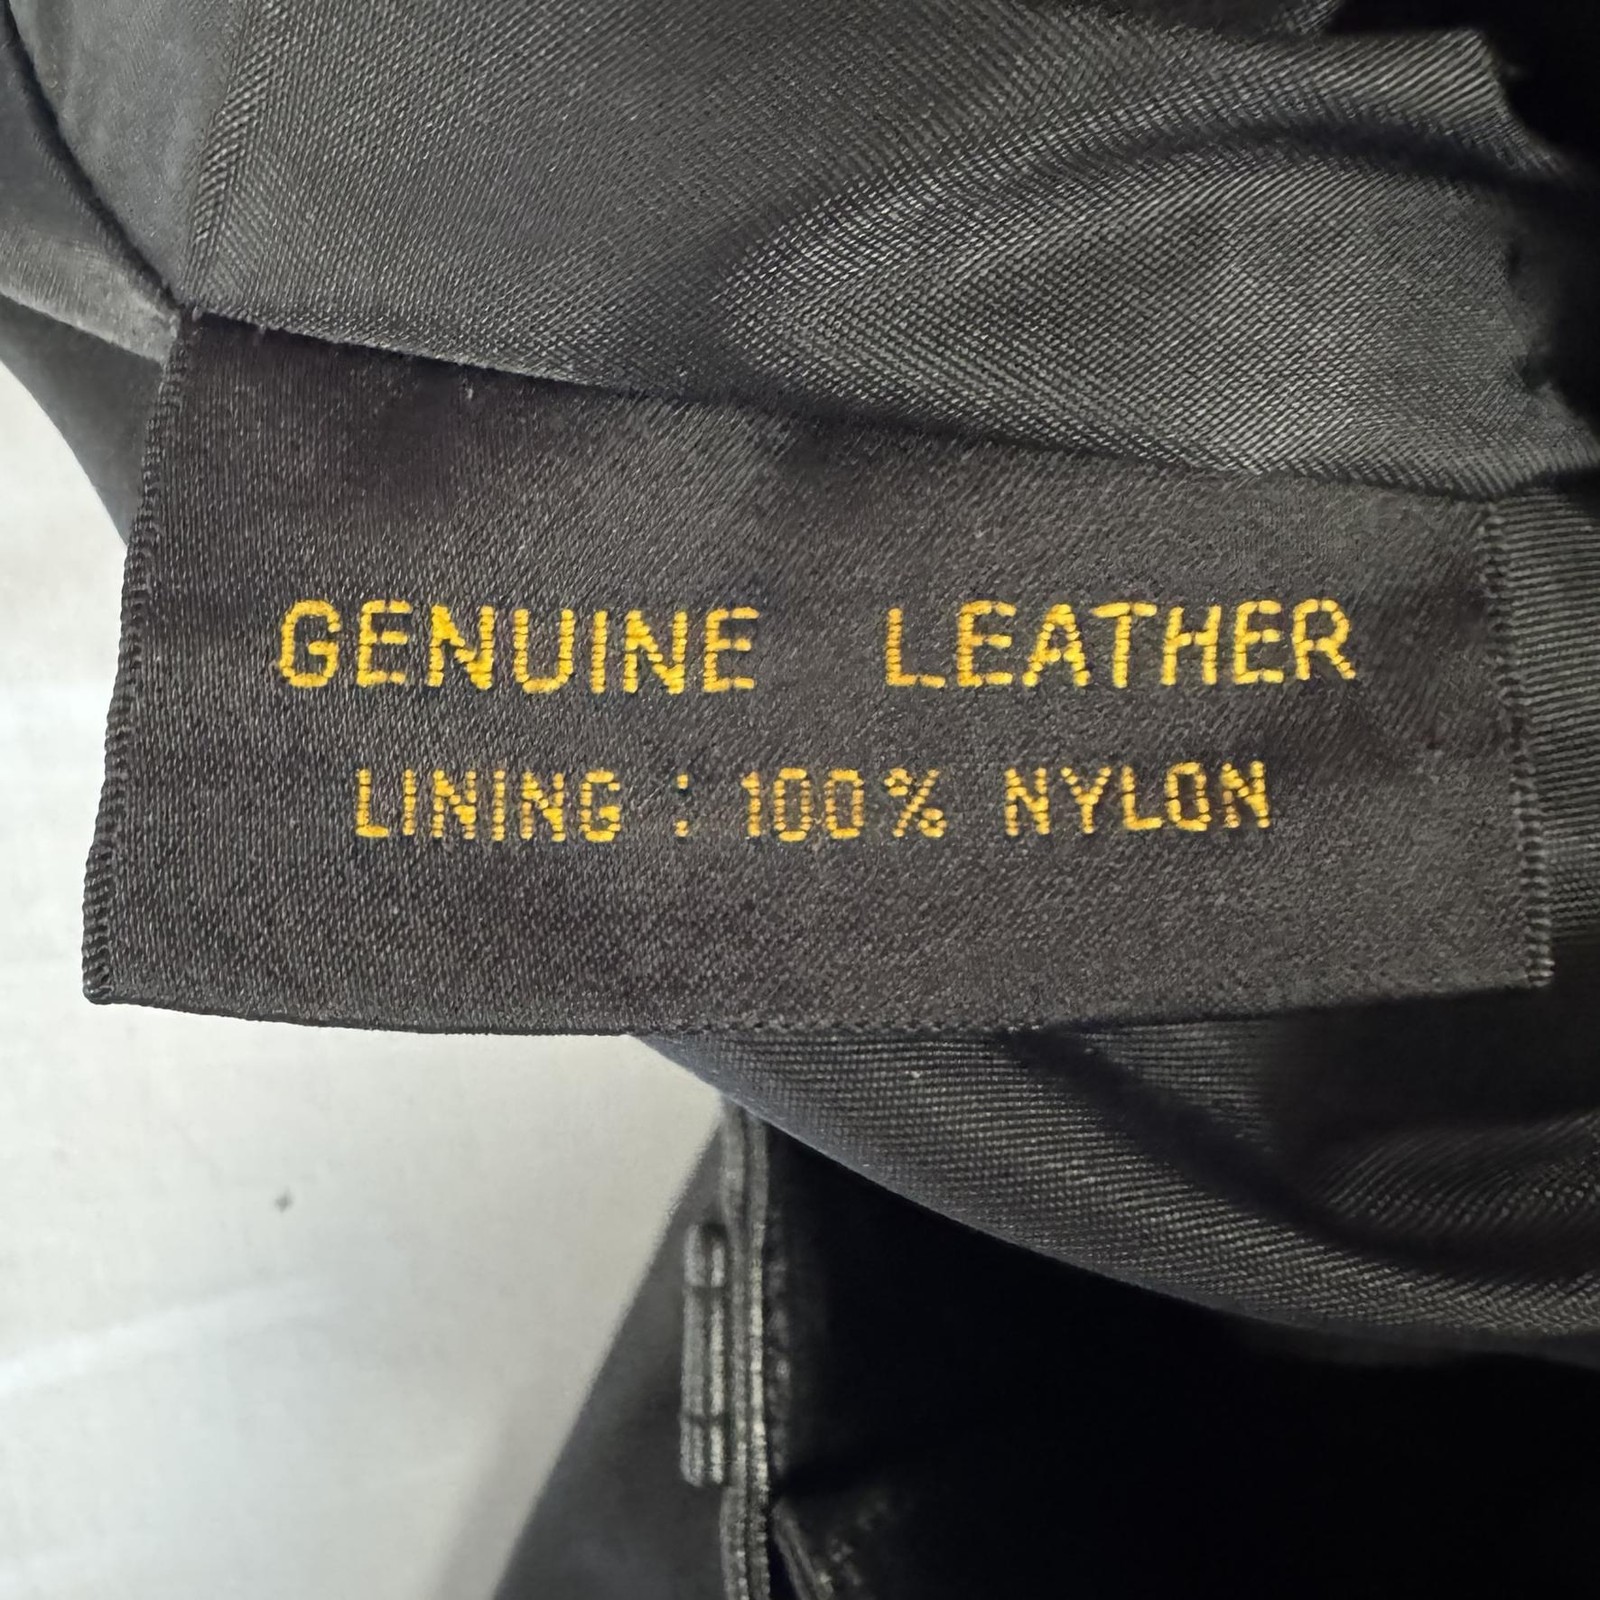 GENUINE LEATHER
LINING : 100% NYLON